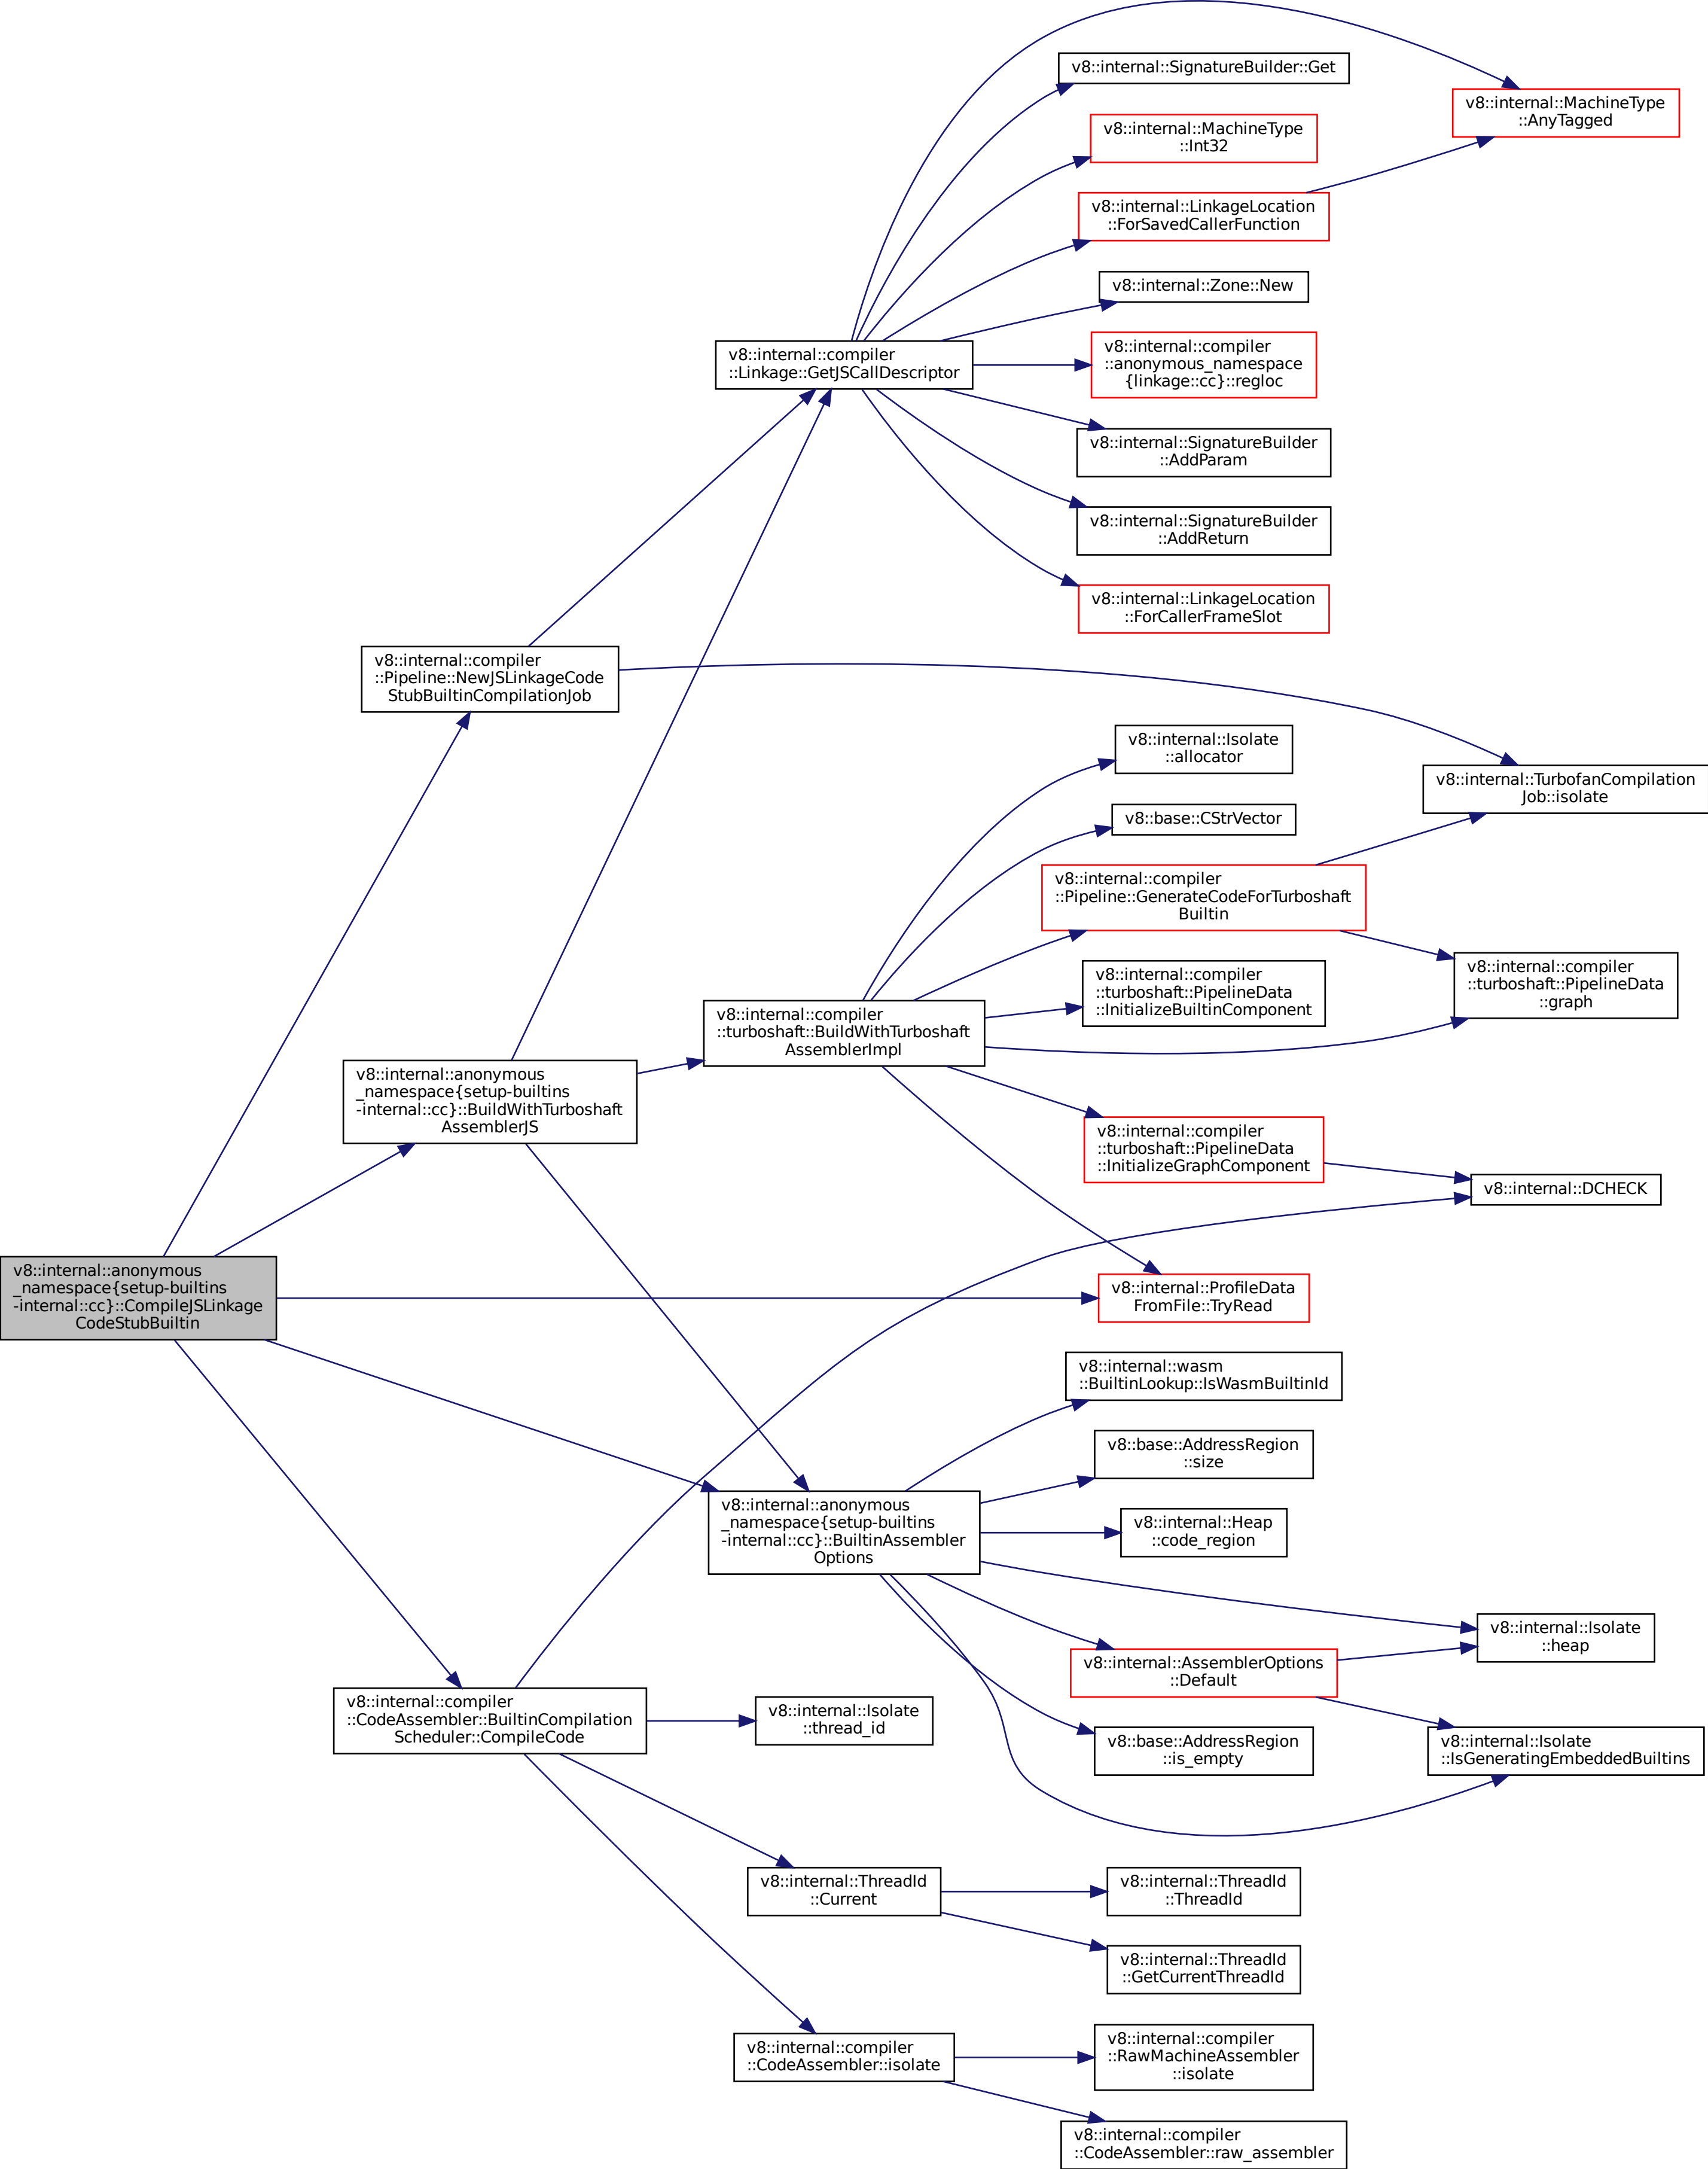 v8::internal::SignatureBuilder::Get
v8::internal::MachineType
::AnyTagged
v8::internal::MachineType
::Int32
v8::internal::LinkageLocation
::ForSavedCallerFunction
v8::internal::Zone::New
v8::internal::compiler
::Linkage::GetJSCallDescriptor
v8::internal::compiler
::anonymous_namespace
{linkage::cc}::regloc
v8::internal::SignatureBuilder
::AddParam
v8::internal::SignatureBuilder
::AddReturn
v8::internal::LinkageLocation
::ForCallerFrameSlot
v8::internal::compiler
::Pipeline::NewJSLinkageCode
StubBuiltinCompilationJob
v8::internal::Isolate
::allocator
v8::internal::TurbofanCompilation
Job::isolate
v8::base::CStrVector
v8::internal::compiler
::Pipeline::GenerateCodeForTurboshaft
Builtin
v8::internal::compiler
::turboshaft::PipelineData
::graph
v8::internal::compiler
::turboshaft::PipelineData
::InitializeBuiltinComponent
v8::internal::compiler
::turboshaft::BuildWithTurboshaft
AssemblerImpl
v8::internal::anonymous
_namespace{setup-builtins
-internal::cc}::BuildWithTurboshaft
AssemblerJS
v8::internal::compiler
::turboshaft::PipelineData
::InitializeGraphComponent
v8::internal::DCHECK
v8::internal::anonymous
_namespace{setup-builtins
-internal::cc}::CompileJSLinkage
CodeStubBuiltin
v8::internal::ProfileData
FromFile::TryRead
v8::internal::wasm
::BuiltinLookup::IsWasmBuiltinId
v8::base::AddressRegion
::size
v8::internal::anonymous
_namespace{setup-builtins
-internal::cc}::BuiltinAssembler
Options
v8::internal::Heap
::code_region
v8::internal::Isolate
::heap
v8::internal::AssemblerOptions
::Default
v8::internal::compiler
::CodeAssembler::BuiltinCompilation
Scheduler::CompileCode
v8::internal::Isolate
::thread_id
v8::base::AddressRegion
::is_empty
v8::internal::Isolate
::IsGeneratingEmbeddedBuiltins
v8::internal::ThreadId
::Current
v8::internal::ThreadId
::ThreadId
v8::internal::ThreadId
::GetCurrentThreadId
v8::internal::compiler
::CodeAssembler::isolate
v8::internal::compiler
::RawMachineAssembler
::isolate
v8::internal::compiler
::CodeAssembler::raw_assembler